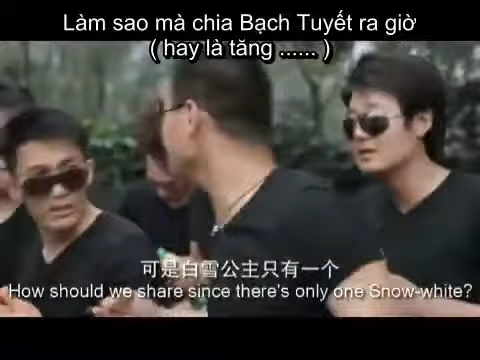 Làm sao mà chia Bạch Tuyết ra giờ
( hay là tăng ...... )
可是白雪公主只有一个
How should we share since there's only one Snow-white?